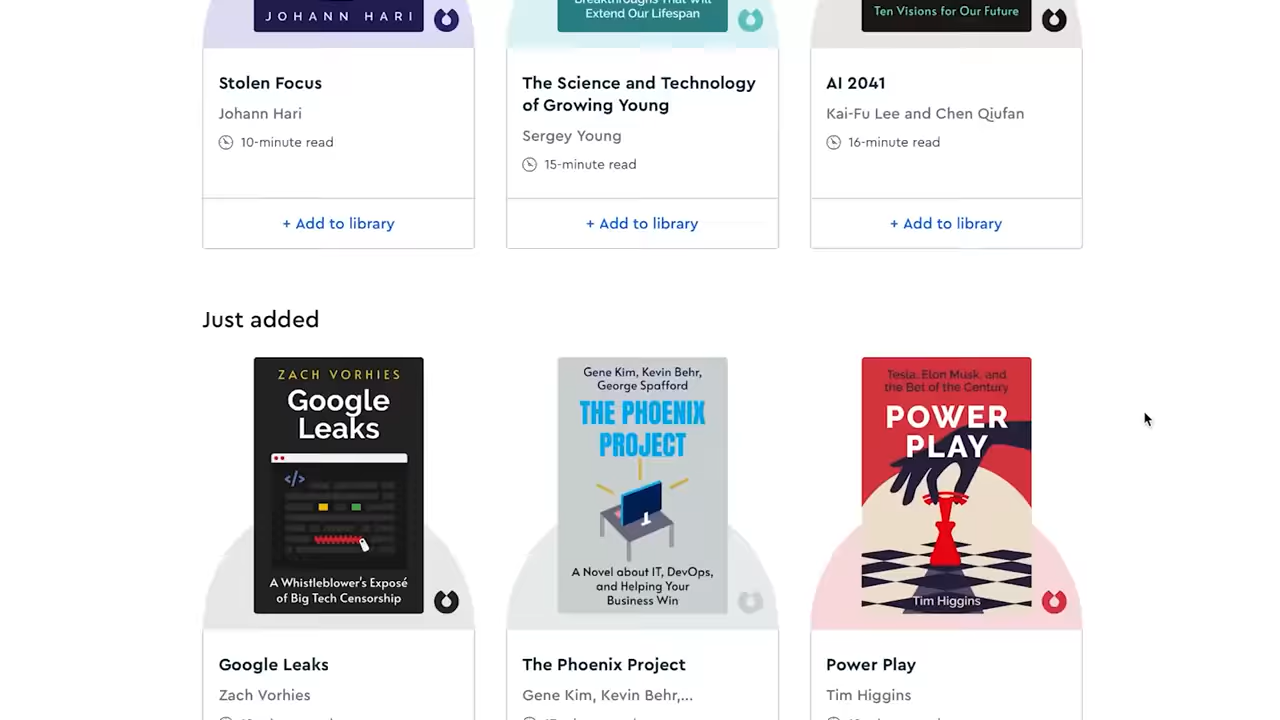 JOHANN HARI
Breakthroughs That Will
Extend Our Lifespan
Ten Visions for Our Future
Stolen Focus
Johann Hari
10-minute read
+ Add to library
The Science and Technology
of Growing Young
Sergey Young
15-minute read
+ Add to library
AI 2041
Kai-Fu Lee and Chen Qiufan
16-minute read
+ Add to library
Just added
ZACH VORHIES
Google
Leaks
</>
A Whistleblower's Exposé
of Big Tech Censorship
Google Leaks
Zach Vorhies
Gene Kim, Kevin Behr,
George Spafford
THE PHOENIX
PROJECT
A Novel about IT, DevOps,
and Helping Your
Business Win
The Phoenix Project
Gene Kim, Kevin Behr,...
Tesla, Elon Musk, and
the Bet of the Century
POWER
PLAY
Tim Higgins
Power Play
Tim Higgins